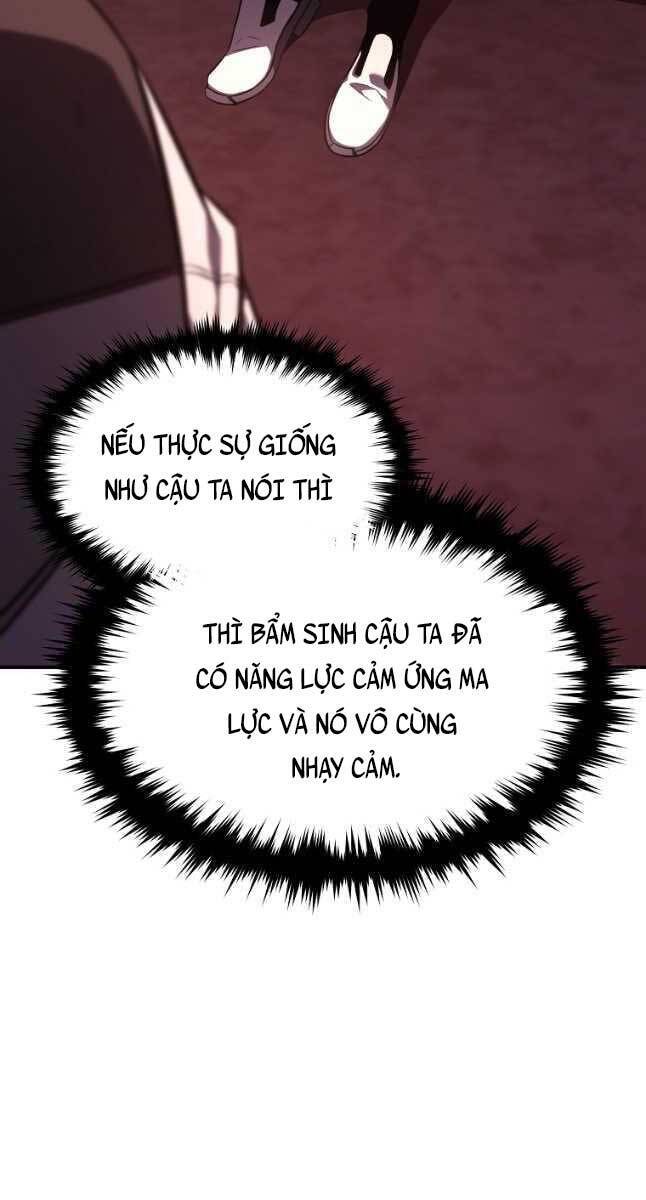 NẾU THỰC SỰ GIỐNG
NHƯ CẬU TA NÓI THÌ
THÌ BẨM SINH CẬU TA ĐÃ
CÓ NĂNG LỰC CẢM ỨNG MA
LỰC VÀ NÓ VÔ CÙNG
NHẠY CẢM.